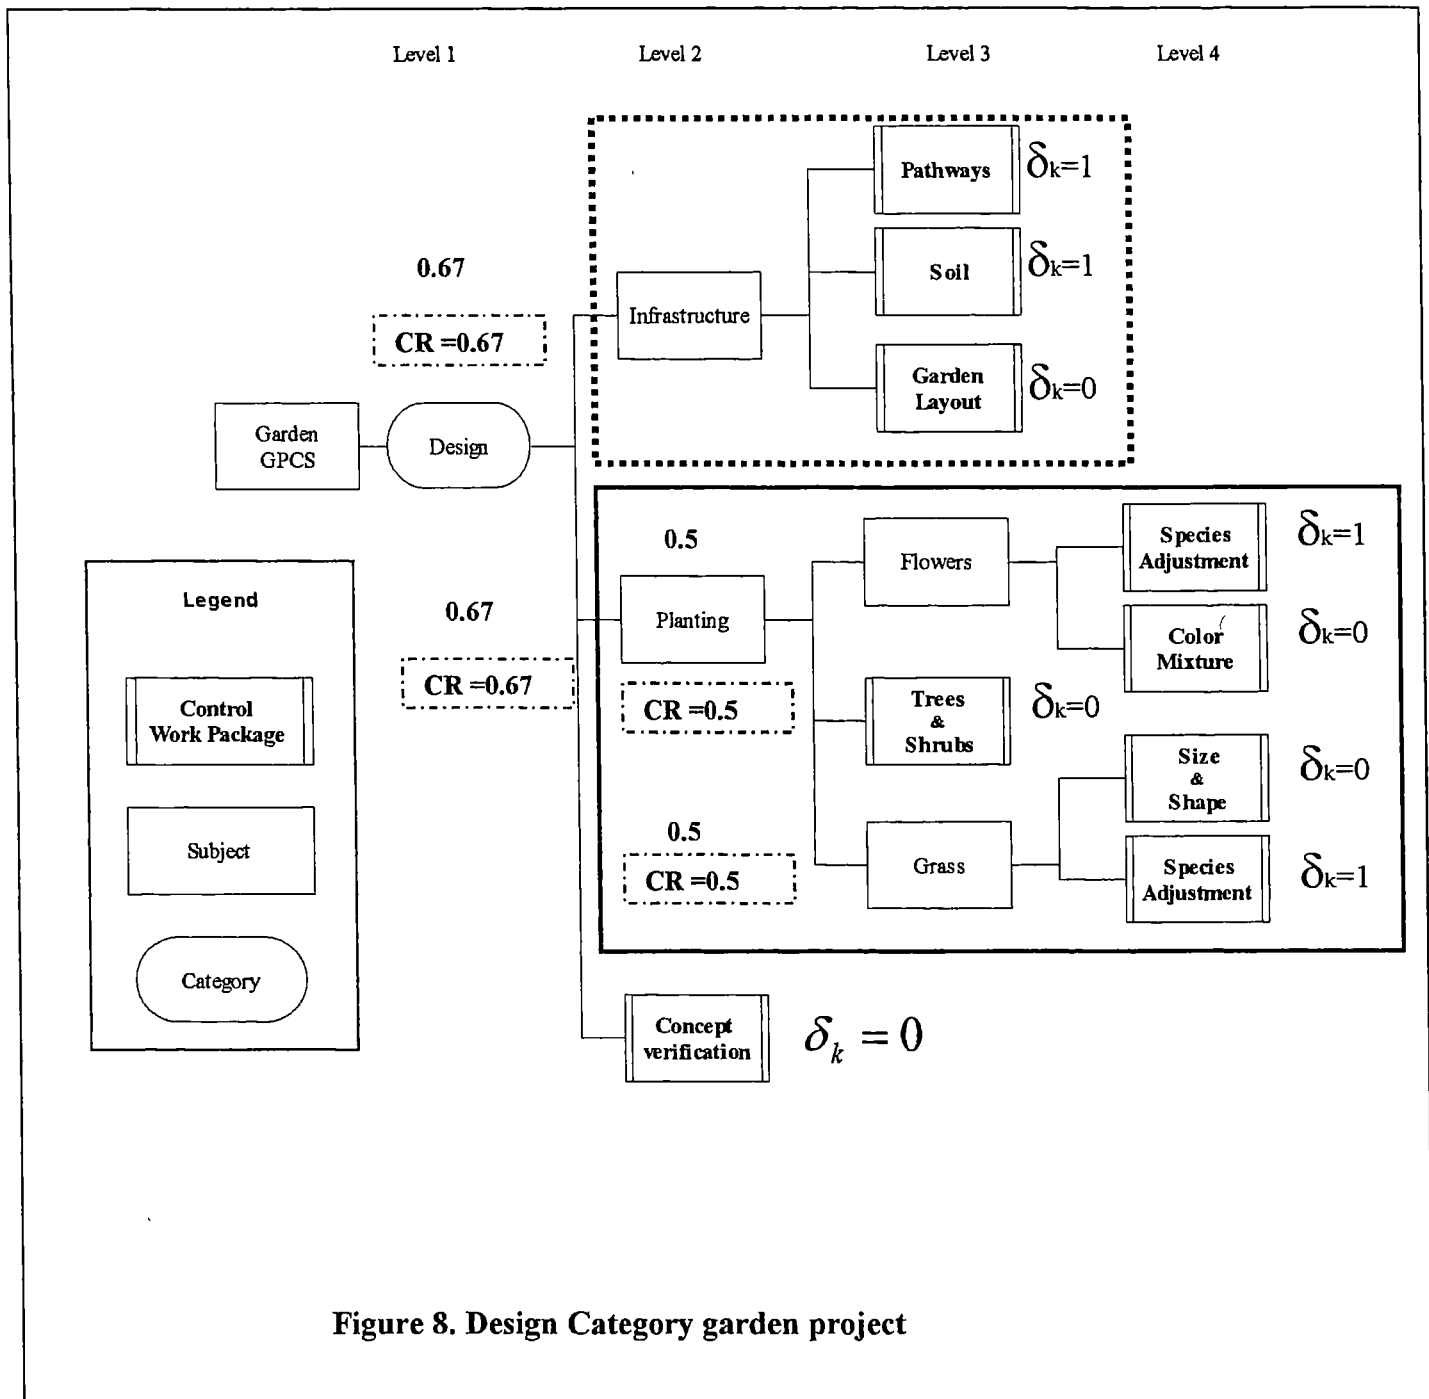 Level 1
Level 2
Level 3
Level 4
Pathways
δk=1
Soil
δk=1
0.67
Infrastructure
CR =0.67
Garden
Layout
δk=0
Garden
GPCS
Design
0.5
Flowers
Species
Adjustment
δk=1
Legend
0.67
Planting
Color
Mixture
δk=0
CR =0.67
CR =0.5
Trees
&
Shrubs
δk=0
Control
Work Package
Size
&
Shape
δk=0
0.5
Subject
CR =0.5
Grass
Species
Adjustment
δk=1
Category
Concept
verification
δk = 0
Figure 8. Design Category garden project